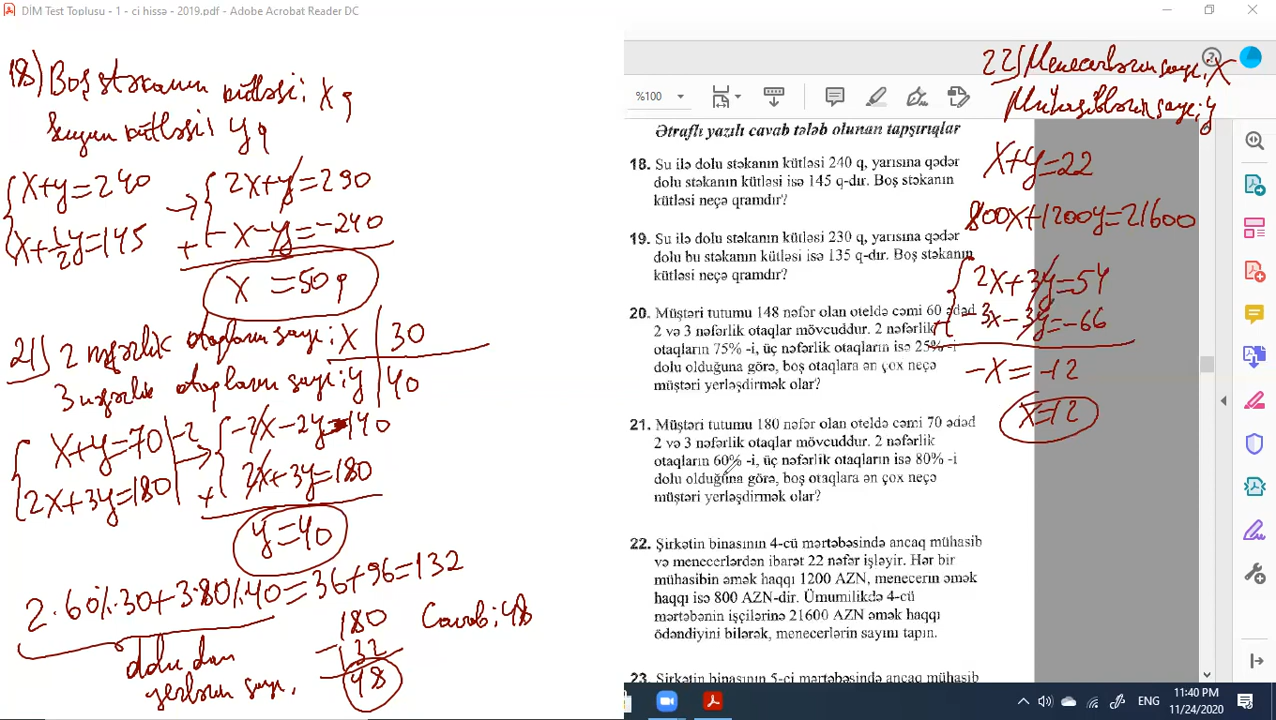 DİM Test Toplusu - 1 - ci hissə - 2019.pdf - Adobe Acrobat Reader DC
18) Boş stəkanın kütləsi: x q
Suyun kütləsi: y q
{x+y=240 → {2x+y=290
x+1/2y=145 + -x-y=-240
x =50q
21) 2 nəfərlik otaqların sayı: x | 30
3 nəfərlik otaqların sayı: y | 40
{x+y=70 |-2 → {-2x-2y=-140
2x+3y=180 + 2x+3y=180
y=40
2·60%·30+3·80%·40=36+96=132
dolu olan
yerlərin sayı.
180
-132
48
Cavab: 48
%100
22) Menecerlərin sayı: x
Mühasiblərin sayı: y
x+y=22
800x+1200y=21600
{2x+3y=54
+ -3x-3y=-66
-x=-12
x=12
Ətraflı yazılı cavab tələb olunan tapşırıqlar
18. Su ilə dolu stəkanın kütləsi 240 q, yarısına qədər
dolu stəkanın kütləsi isə 145 q-dır. Boş stəkanın
kütləsi neçə qramdır?
19. Su ilə dolu stəkanın kütləsi 230 q, yarısına qədər
dolu bu stəkanın kütləsi isə 135 q-dır. Boş stəkanın
kütləsi neçə qramdır?
20. Müştəri tutumu 148 nəfər olan oteldə cəmi 60 ədəd
2 və 3 nəfərlik otaqlar mövcuddur. 2 nəfərlik
otaqların 75% -i, üç nəfərlik otaqların isə 25% -i
dolu olduğuna görə, boş otaqlara ən çox neçə
müştəri yerləşdirmək olar?
21. Müştəri tutumu 180 nəfər olan oteldə cəmi 70 ədəd
2 və 3 nəfərlik otaqlar mövcuddur. 2 nəfərlik
otaqların 60% -i, üç nəfərlik otaqların isə 80% -i
dolu olduğuna görə, boş otaqlara ən çox neçə
müştəri yerləşdirmək olar?
22. Şirkətin binasının 4-cü mərtəbəsində ancaq mühasib
və menecerlərdən ibarət 22 nəfər işləyir. Hər bir
mühasibin əmək haqqı 1200 AZN, menecerin əmək
haqqı isə 800 AZN-dir. Ümumilikdə 4-cü
mərtəbənin işçilərinə 21600 AZN əmək haqqı
ödəndiyini bilərək, menecerlərin sayını tapın.
23. Şirkətin binasının 5-ci mərtəbəsində ancaq mühasib
ENG
11:40 PM
11/24/2020